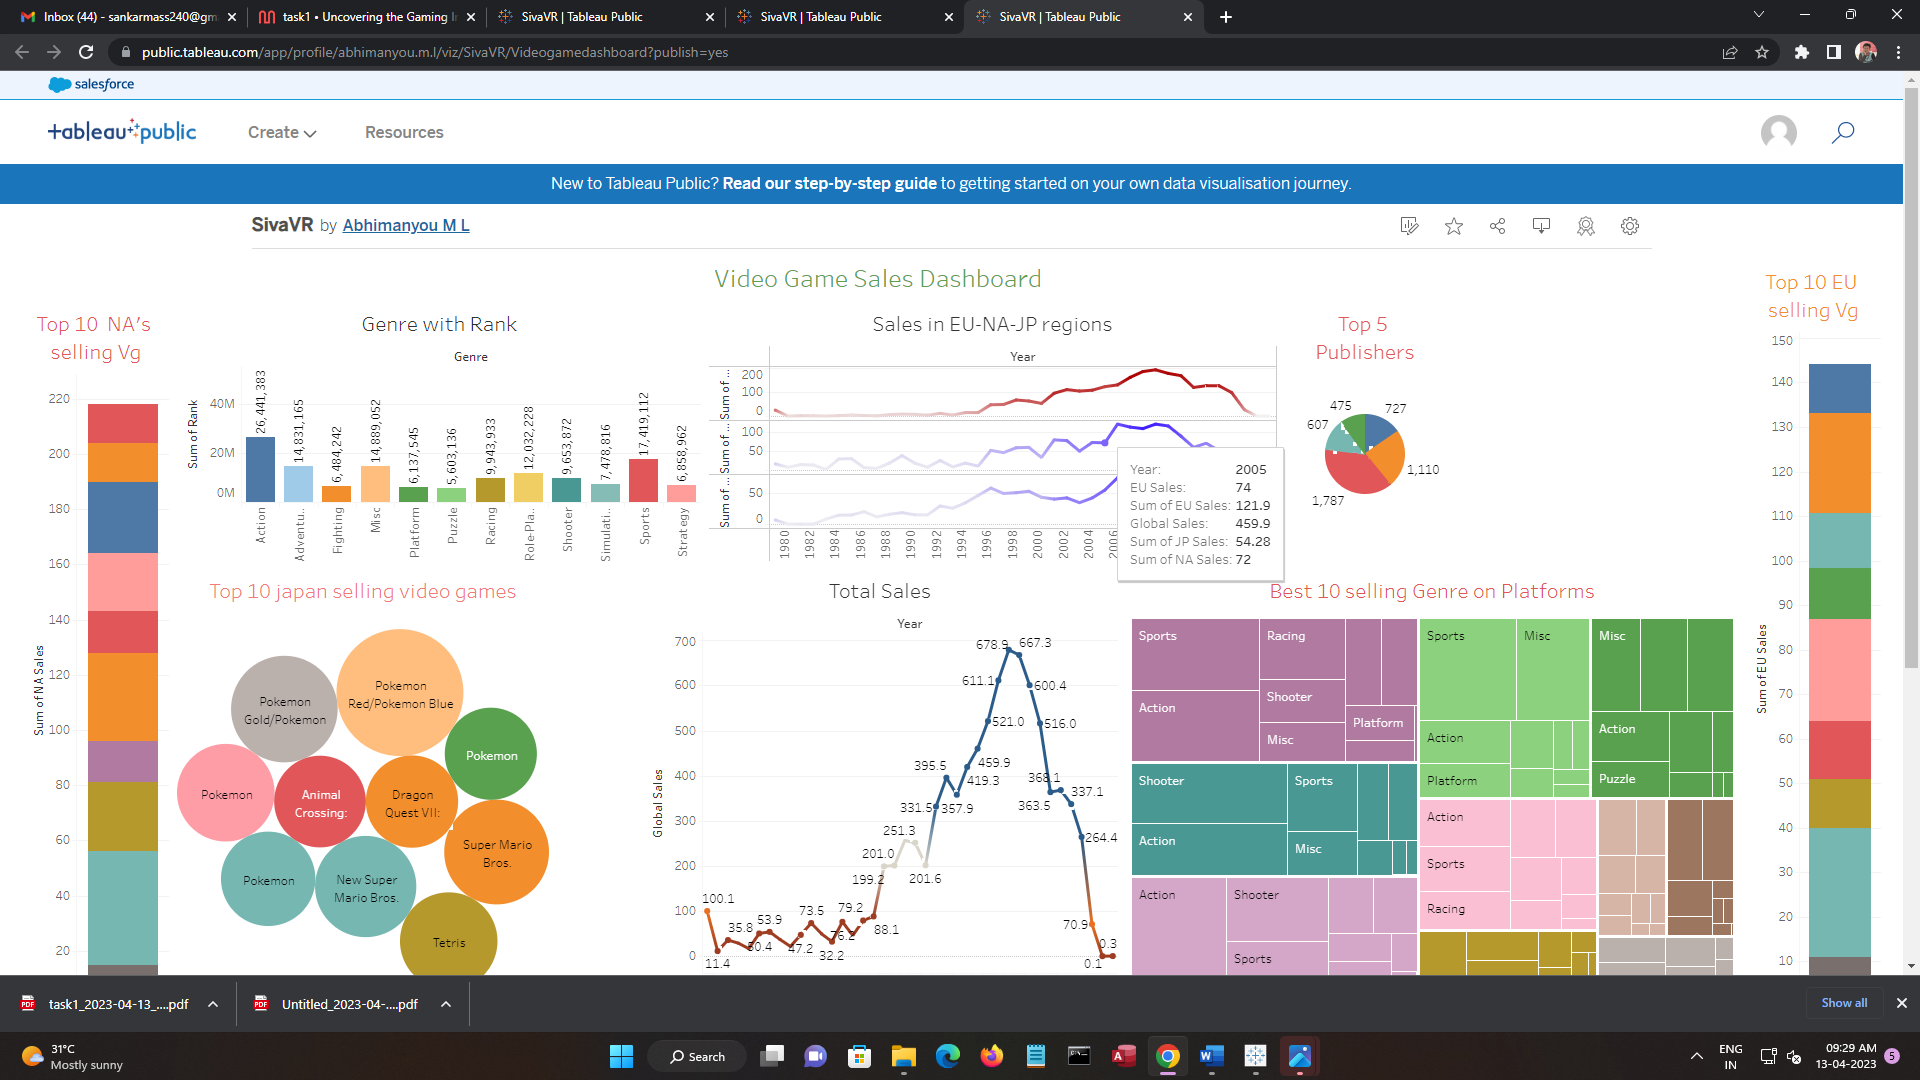 Inbox (44) - sankarmass240@gm
task1 • Uncovering the Gaming In
SivaVR | Tableau Public
SivaVR | Tableau Public
SivaVR | Tableau Public
public.tableau.com/app/profile/abhimanyou.m.l/viz/SivaVR/Videogamedashboard?publish=yes
salesforce
+ableau public
Create
Resources
New to Tableau Public? Read our step-by-step guide to getting started on your own data visualisation journey.
SivaVR by Abhimanyou M L
Video Game Sales Dashboard
Top 10 NA's
selling Vg
Sum of NA Sales
220
200
180
160
140
120
100
80
60
40
20
Genre with Rank
Genre
Sum of Rank
40M
20M
0M
26,441,383
14,831,165
6,484,242
14,889,052
6,137,545
5,603,136
9,943,933
12,032,228
9,653,872
7,478,816
17,419,112
6,858,962
Action
Adventu..
Fighting
Misc
Platform
Puzzle
Racing
Role-Pla..
Shooter
Simulati..
Sports
Strategy
Sales in EU-NA-JP regions
Year
Sum of ...
200
100
0
Sum of ...
100
50
0
Sum of ...
50
0
1980
1982
1984
1986
1988
1990
1992
1994
1996
1998
2000
2002
2004
2006
Year: 2005
EU Sales: 74
Sum of EU Sales: 121.9
Global Sales: 459.9
Sum of JP Sales: 54.28
Sum of NA Sales: 72
Top 5
Publishers
475
727
607
1,110
1,787
Top 10 EU
selling Vg
Sum of EU Sales
150
140
130
120
110
100
90
80
70
60
50
40
30
20
10
Top 10 japan selling video games
Pokemon
Gold/Pokemon
Pokemon
Red/Pokemon Blue
Pokemon
Pokemon
Animal
Crossing:
Dragon
Quest VII:
Super Mario
Bros.
Pokemon
New Super
Mario Bros.
Tetris
Total Sales
Year
Global Sales
700
600
500
400
300
200
100
0
678.9
667.3
611.1
600.4
521.0
516.0
395.5
459.9
419.3
368.1
363.5
337.1
331.5
357.9
264.4
251.3
201.0
199.2
201.6
100.1
11.4
35.8
30.4
53.9
47.2
73.5
32.2
79.2
76.2
88.1
70.9
0.3
0.1
Best 10 selling Genre on Platforms
Sports
Racing
Action
Shooter
Misc
Platform
Sports
Misc
Action
Platform
Misc
Action
Puzzle
Shooter
Sports
Action
Misc
Action
Sports
Racing
Action
Shooter
Sports
task1_2023-04-13_....pdf
Untitled_2023-04-....pdf
Show all
31°C
Mostly sunny
Search
ENG
IN
09:29 AM
13-04-2023
5